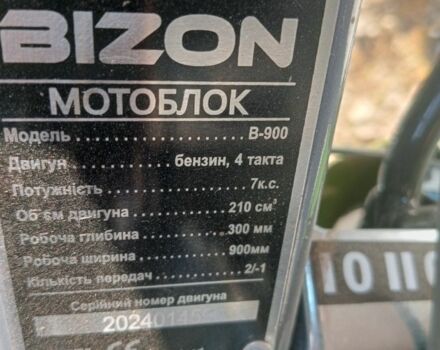 BIZON
МОТОБЛОК
Модель B-900
Двигун бензин, 4 такта
Потужність 7к.с.
Об'єм двигуна 210 см³
Робоча глибина 300 мм
Робоча ширина 900мм
Кількість передач 2/-1
Серійний номер двигуна